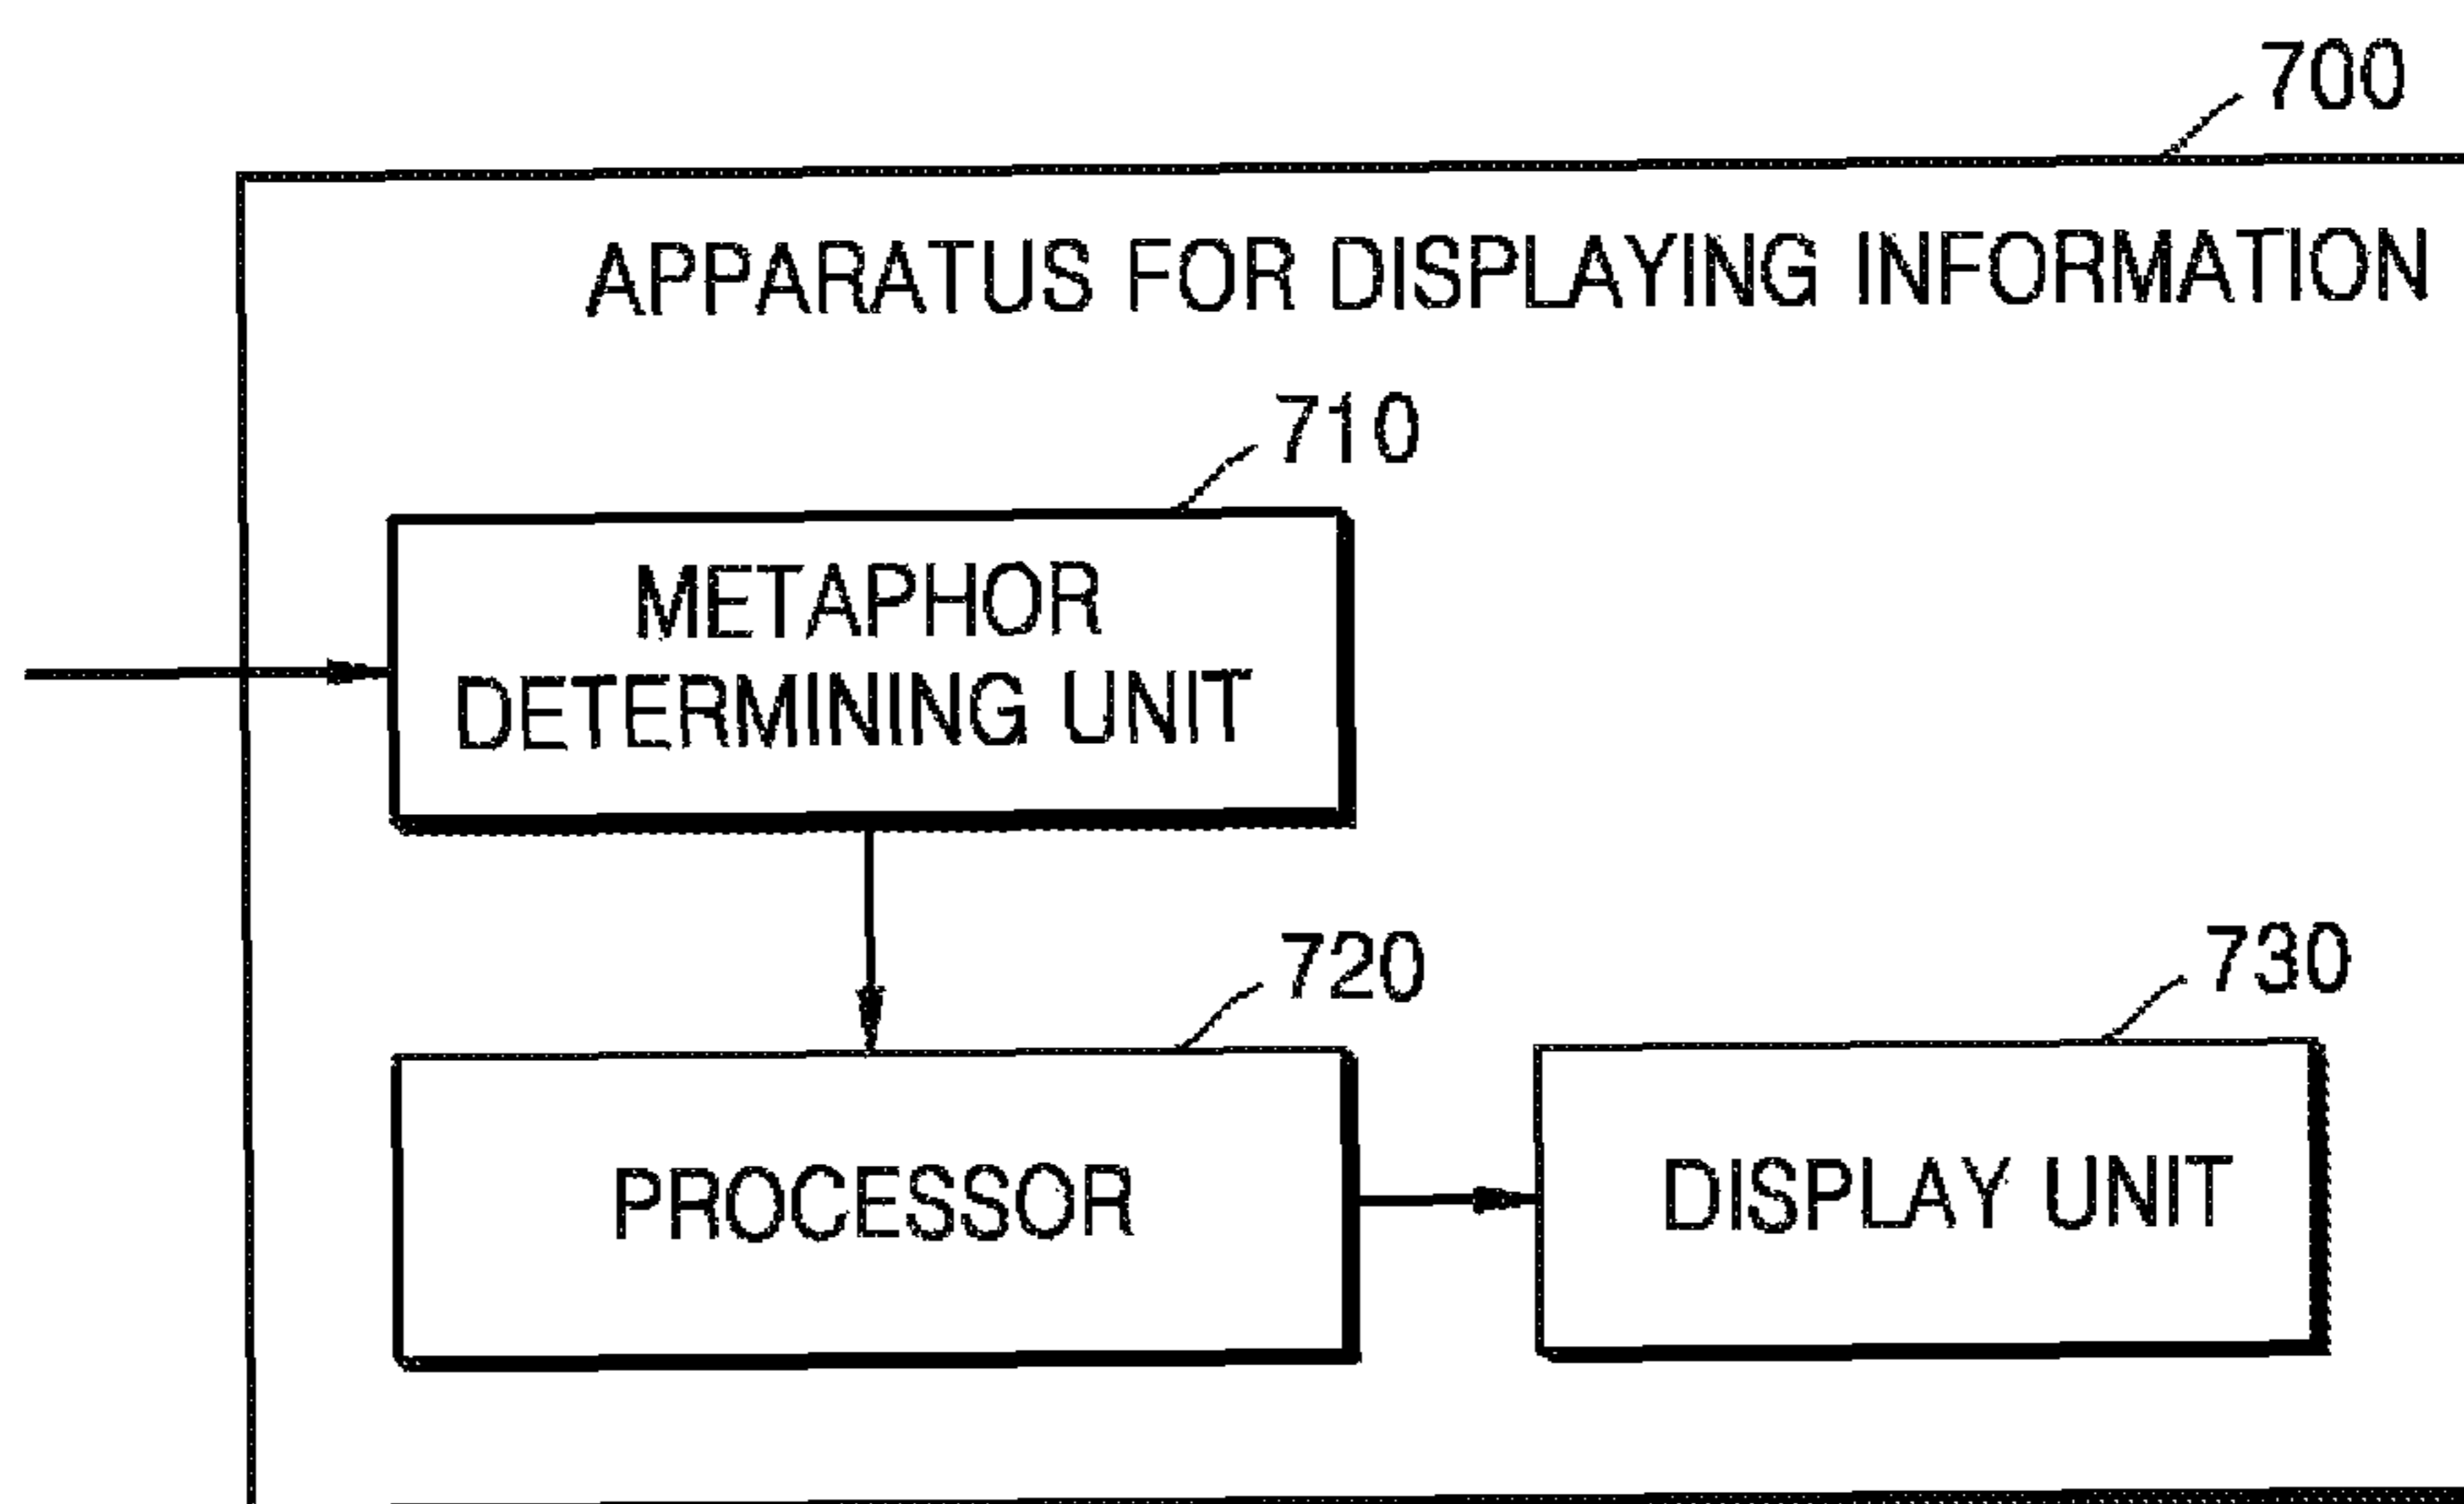 700
APPARATUS FOR DISPLAYING INFORMATION
710
METAPHOR
DETERMINING UNIT
720
730
PROCESSOR
DISPLAY UNIT